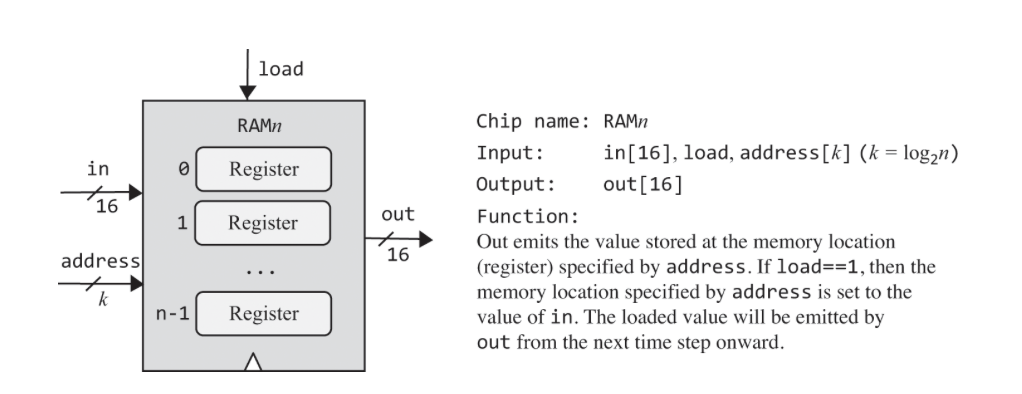 load
RAMn
in
16
0 Register
1 Register
...
n-1 Register
address
k
out
16
Chip name: RAMn
Input: in[16], load, address[k] (k = log₂n)
Output: out[16]
Function:
Out emits the value stored at the memory location
(register) specified by address. If load==1, then the
memory location specified by address is set to the
value of in. The loaded value will be emitted by
out from the next time step onward.